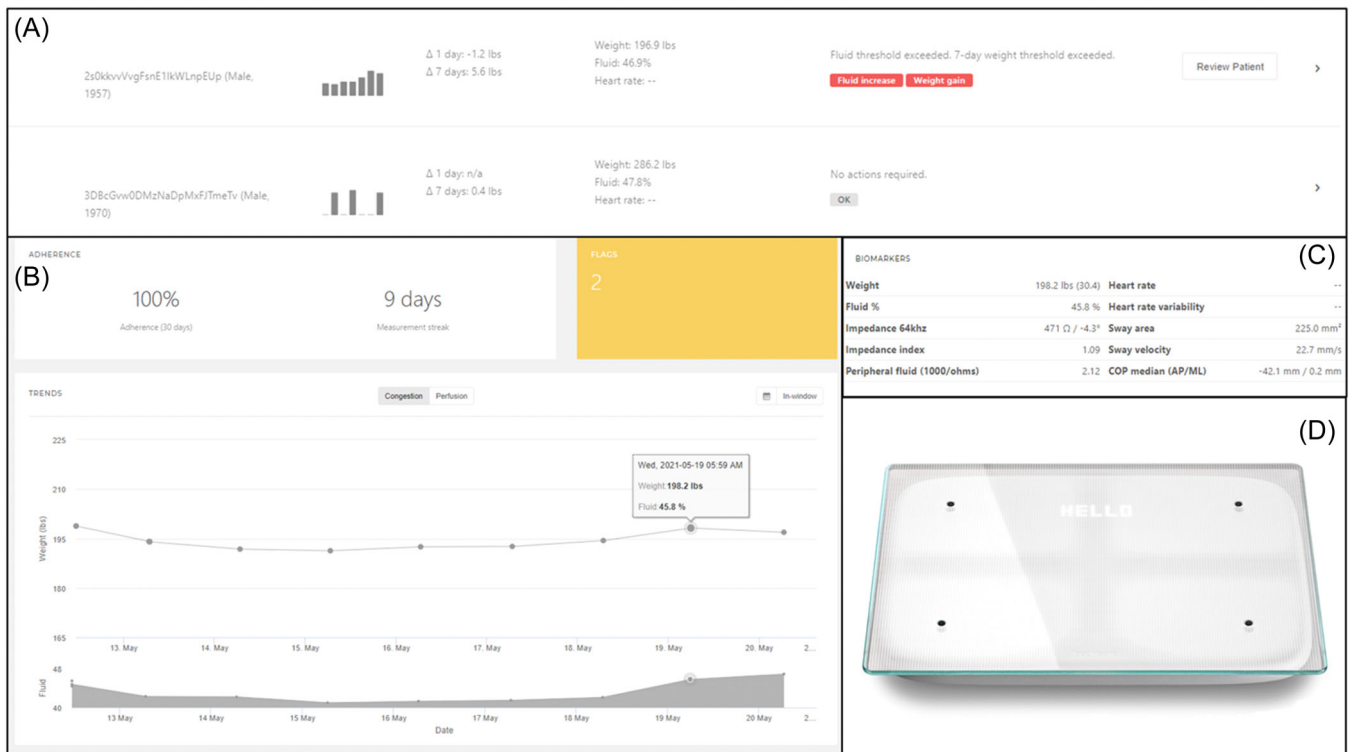 (A)
2s0kkvvVvgFsnE1IkWLnpEUp (Male,
1957)
Δ 1 day: -1.2 lbs
Δ 7 days: 5.6 lbs
Weight: 196.9 lbs
Fluid: 46.9%
Heart rate: --
Fluid threshold exceeded. 7-day weight threshold exceeded.
Fluid increase Weight gain
Review Patient
3DBcGvw0DMzNaDpMxFJTmeTv (Male,
1970)
Δ 1 day: n/a
Δ 7 days: 0.4 lbs
Weight: 286.2 lbs
Fluid: 47.8%
Heart rate: --
No actions required.
OK
(B)
ADHERENCE
100%
Adherence (30 days)
9 days
Measurement streak
FLAGS
2
TRENDS
Congestion Perfusion
In-window
225
210
195
180
165
Weight (lbs)
Wed, 2021-05-19 05:59 AM
Weight:198.2 lbs
Fluid:45.8 %
13. May 14. May 15. May 16. May 17. May 18. May 19. May 20. May 2...
48
40
Fluid
13 May 14 May 15 May 16 May 17 May 18 May 19 May 20 May 2...
Date
(C)
BIOMARKERS
Weight 198.2 lbs (30.4) Heart rate --
Fluid % 45.8 % Heart rate variability --
Impedance 64khz 471 Ω / -4.3° Sway area 225.0 mm²
Impedance index 1.09 Sway velocity 22.7 mm/s
Peripheral fluid (1000/ohms) 2.12 COP median (AP/ML) -42.1 mm / 0.2 mm
(D)
HELLO